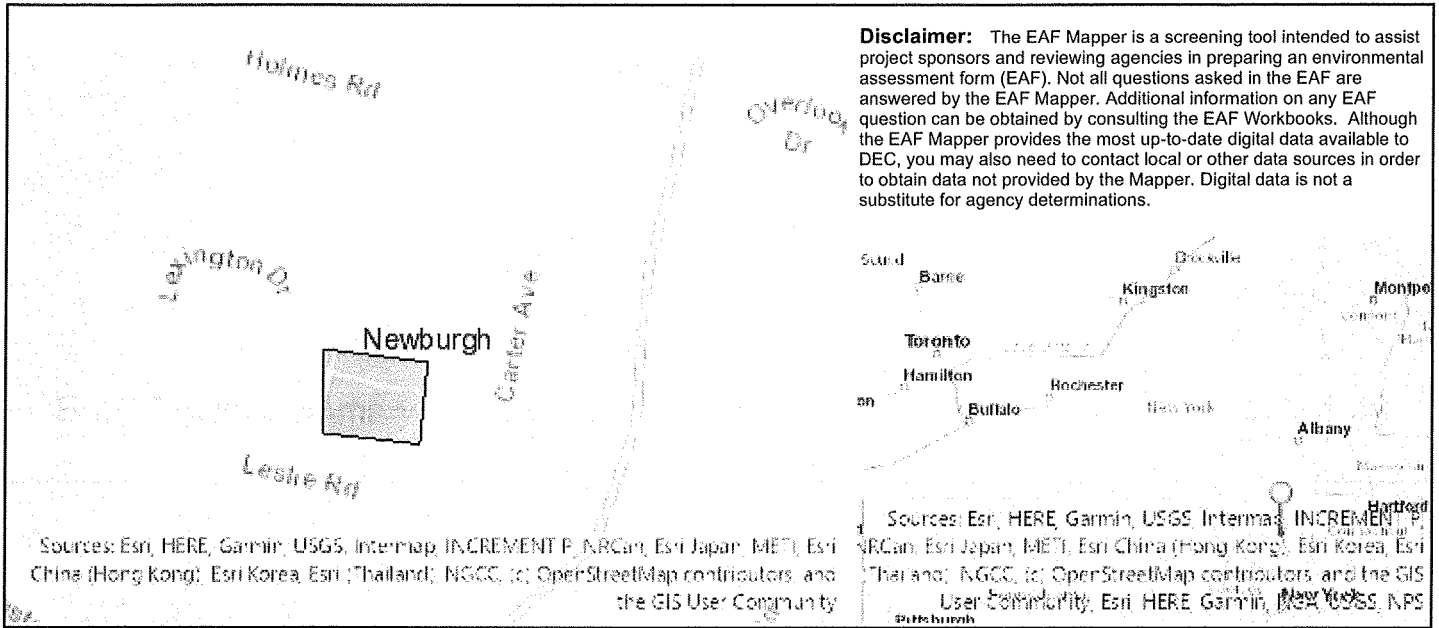 Disclaimer: The EAF Mapper is a screening tool intended to assist
project sponsors and reviewing agencies in preparing an environmental
assessment form (EAF). Not all questions asked in the EAF are
answered by the EAF Mapper. Additional information on any EAF
question can be obtained by consulting the EAF Workbooks. Although
the EAF Mapper provides the most up-to-date digital data available to
DEC, you may also need to contact local or other data sources in order
to obtain data not provided by the Mapper. Digital data is not a
substitute for agency determinations.
Holmes Rd
Dr
Lexington Dr
Newburgh
Carter Ave
Leslie Rd
Sources: Esri, HERE, Garmin, USGS, Intermap, INCREMENT P, NRCan, Esri Japan, METI, Esri
China (Hong Kong), Esri Korea, Esri (Thailand), NGCC, (c) OpenStreetMap contributors, and
the GIS User Community
Barrie
Kingston
Toronto
Hamilton
Rochester
Buffalo
New York
Albany
Hartford
Sources: Esri, HERE, Garmin, USGS, Intermap, INCREMENT P,
NRCan, Esri Japan, METI, Esri China (Hong Kong), Esri Korea, Esri
(Thailand), NGCC, (c) OpenStreetMap contributors, and the GIS
User Community, Esri, HERE, Garmin, USGS, NPS
New York
Pittsburgh